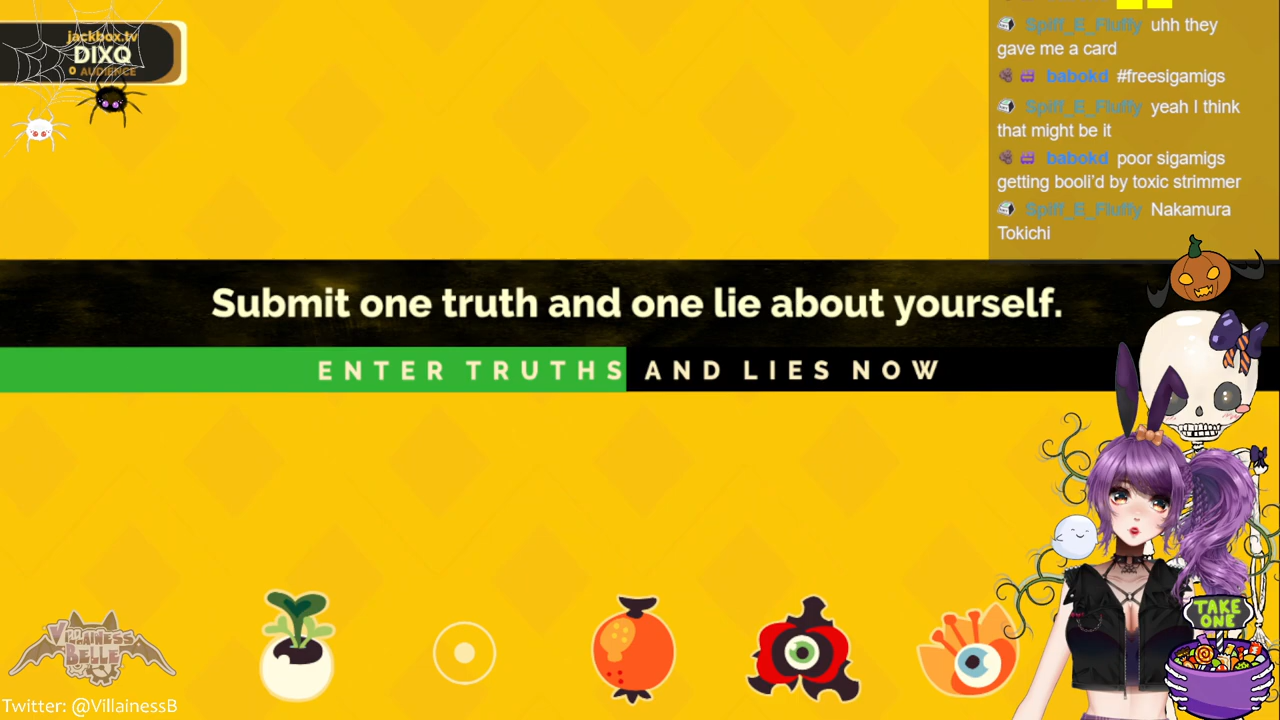 jackbox.tv
DIXQ
0 AUDIENCE
Spiff_E_Fluffy uhh they
gave me a card
babokd #freesigamigs
Spiff_E_Fluffy yeah I think
that might be it
babokd poor sigamigs
getting booli'd by toxic strimmer
Spiff_E_Fluffy Nakamura
Tokichi
Submit one truth and one lie about yourself.
ENTER TRUTHS AND LIES NOW
TAKE
ONE
VILLAINESS
BELLE
Twitter: @VillainessB